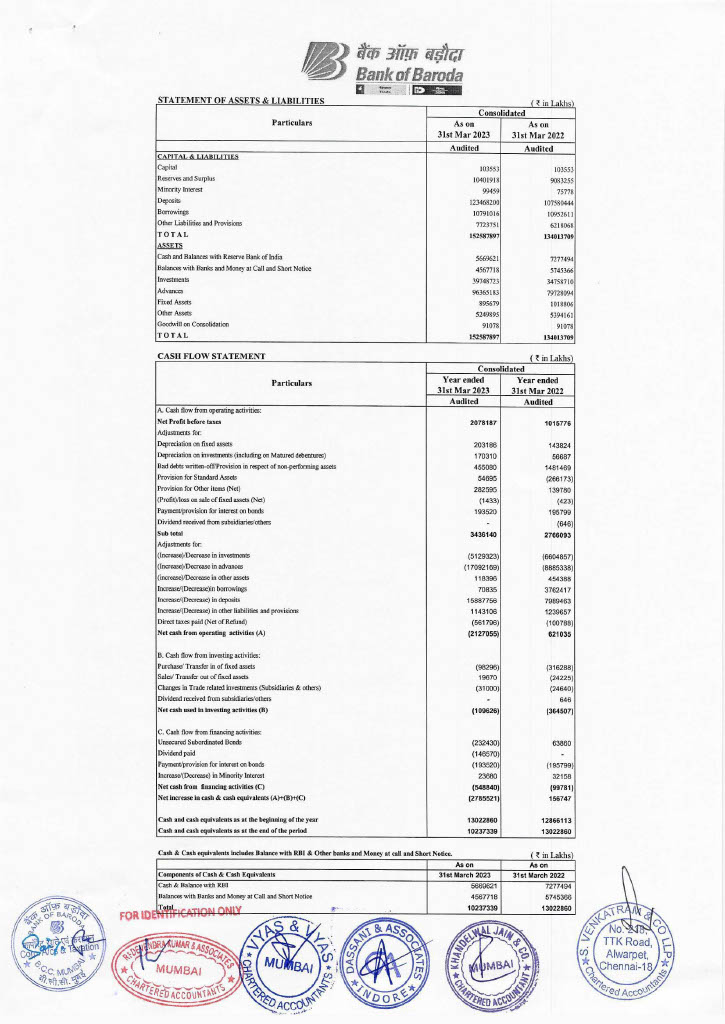 बैंक ऑफ़ बड़ौदा
Bank of Baroda
STATEMENT OF ASSETS & LIABILITIES (₹ in Lakhs)
Particulars Consolidated
As on 31st Mar 2023 As on 31st Mar 2022
Audited Audited
CAPITAL & LIABILITIES
Capital 103553 103553
Reserves and Surplus 10401918 9083255
Minority Interest 99459 75778
Deposits 123468200 107580444
Borrowings 10791016 10952611
Other Liabilities and Provisions 7723751 6218068
T O T A L 152587897 134013709
ASSETS
Cash and Balances with Reserve Bank of India 5669621 7277494
Balances with Banks and Money at Call and Short Notice 4567718 5745366
Investments 39748723 34758710
Advances 96365183 79728094
Fixed Assets 895679 1018806
Other Assets 5249895 5394161
Goodwill on Consolidation 91078 91078
T O T A L 152587897 134013709
CASH FLOW STATEMENT (₹ in Lakhs)
Particulars Consolidated
Year ended 31st Mar 2023 Year ended 31st Mar 2022
Audited Audited
A. Cash flow from operating activities:
Net Profit before taxes 2078187 1015776
Adjustments for:
Depreciation on fixed assets 203186 143824
Depreciation on investments (including on Matured debentures) 170310 56687
Bad debts written-off/Provision in respect of non-performing assets 455080 1481469
Provision for Standard Assets 54695 (266173)
Provision for Other items (Net) 282595 139780
(Profit)/loss on sale of fixed assets (Net) (1433) (423)
Payment/provision for interest on bonds 193520 195799
Dividend received from subsidiaries/others - (646)
Sub total 3436140 2766093
Adjustments for:
(Increase)/Decrease in investments (5129323) (6604857)
(Increase)/Decrease in advances (17092169) (8885338)
(increase)/Decrease in other assets 118396 454388
Increase/(Decrease)in borrowings 70835 3762417
Increase/(Decrease) in deposits 15887756 7989463
Increase/(Decrease) in other liabilities and provisions 1143106 1239657
Direct taxes paid (Net of Refund) (561796) (100788)
Net cash from operating activities (A) (2127055) 621035
B. Cash flow from investing activities:
Purchase/ Transfer in of fixed assets (98296) (316288)
Sales/ Transfer out of fixed assets 19670 (24225)
Changes in Trade related investments (Subsidiaries & others) (31000) (24640)
Dividend received from subsidiaries/others - 646
Net cash used in investing activities (B) (109626) (364507)
C. Cash flow from financing activities:
Unsecured Subordinated Bonds (232430) 63860
Dividend paid (146570) -
Payment/provision for interest on bonds (193520) (195799)
Increase/(Decrease) in Minority Interest 23680 32158
Net cash from financing activities (C) (548840) (99781)
Net increase in cash & cash equivalents (A)+(B)+(C) (2785521) 156747
Cash and cash equivalents as at the beginning of the year 13022860 12866113
Cash and cash equivalents as at the end of the period 10237339 13022860
Cash & Cash equivalents includes Balance with RBI & Other banks and Money at call and Short Notice. (₹ in Lakhs)
As on As on
Components of Cash & Cash Equivalents 31st March 2023 31st March 2022
Cash & Balance with RBI 5669621 7277494
Balances with Banks and Money at Call and Short Notice 4567718 5745366
Total 10237339 13022860
FOR IDENTIFICATION ONLY
बैंक ऑफ़ बड़ौदा
BANK OF BARODA
Taxation
B.C.C. MUMBAI
बी.सी.सी. मुंबई
KUMAR & ASSOCIATES
MUMBAI
CHARTERED ACCOUNTANTS
VYAS & VYAS
MUMBAI
CHARTERED ACCOUNTANTS
DASSANI & ASSOCIATES
INDORE
KHANDELWAL JAIN & CO.
MUMBAI
CHARTERED ACCOUNTANTS
S. VENKATRAM & CO LLP
No. 218,
TTK Road,
Alwarpet,
Chennai-18
Chartered Accountants